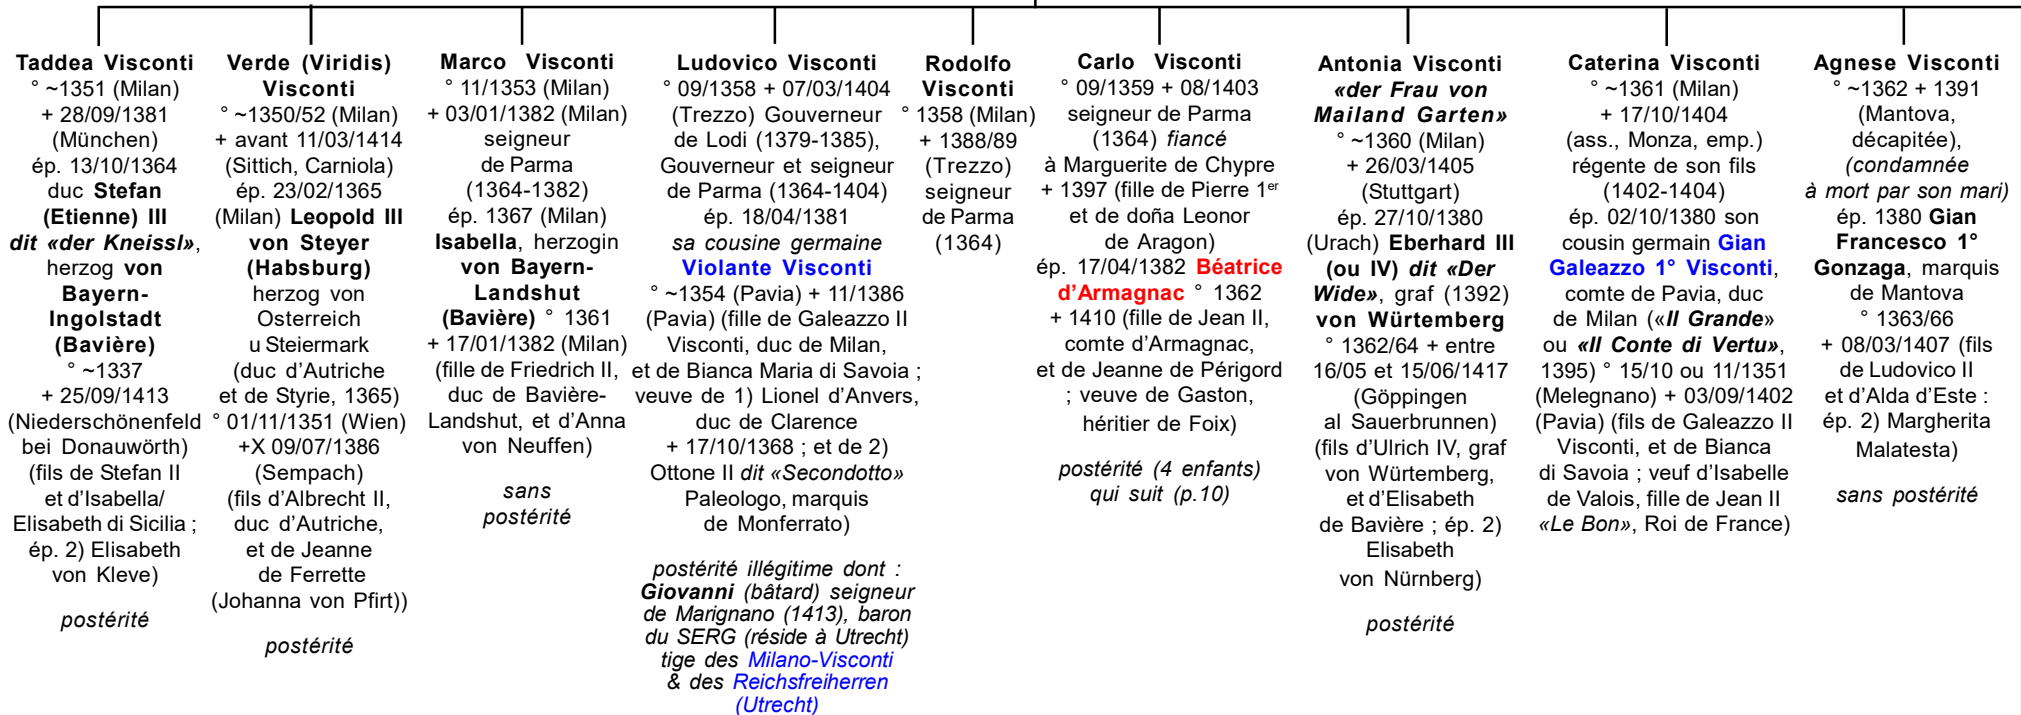 Taddea Visconti
° ~1351 (Milan)
+ 28/09/1381
(München)
ép. 13/10/1364
duc Stefan
(Etienne) III
dit «der Kneissl»,
herzog von
Bayern-
Ingolstadt
(Bavière)
° ~1337
+ 25/09/1413
(Niederschönenfeld
bei Donauwörth)
(fils de Stefan II
et d'Isabella/
Elisabeth di Sicilia ;
ép. 2) Elisabeth
von Kleve)
postérité
Verde (Viridis)
Visconti
° ~1350/52 (Milan)
+ avant 11/03/1414
(Sittich, Carniola)
ép. 23/02/1365
(Milan) Leopold III
von Steyer
(Habsburg)
herzog von
Osterreich
u Steiermark
(duc d'Autriche
et de Styrie, 1365)
° 01/11/1351 (Wien)
+X 09/07/1386
(Sempach)
(fils d'Albrecht II,
duc d'Autriche,
et de Jeanne
de Ferrette
(Johanna von Pfirt))
postérité
Marco Visconti
° 11/1353 (Milan)
+ 03/01/1382 (Milan)
seigneur
de Parma
(1364-1382)
ép. 1367 (Milan)
Isabella, herzogin
von Bayern-
Landshut
(Bavière) ° 1361
+ 17/01/1382 (Milan)
(fille de Friedrich II,
duc de Bavière-
Landshut, et d'Anna
von Neuffen)
sans
postérité
Ludovico Visconti
° 09/1358 + 07/03/1404
(Trezzo) Gouverneur
de Lodi (1379-1385),
Gouverneur et seigneur
de Parma (1364-1404)
ép. 18/04/1381
sa cousine germaine
Violante Visconti
° ~1354 (Pavia) + 11/1386
(Pavia) (fille de Galeazzo II
Visconti, duc de Milan,
et de Bianca Maria di Savoia ;
veuve de 1) Lionel d'Anvers,
duc de Clarence
+ 17/10/1368 ; et de 2)
Ottone II dit «Secondotto»
Paleologo, marquis
de Monferrato)
postérité illégitime dont :
Giovanni (bâtard) seigneur
de Marignano (1413), baron
du SERG (réside à Utrecht)
tige des Milano-Visconti
& des Reichsfreiherren
(Utrecht)
Rodolfo
Visconti
° 1358 (Milan)
+ 1388/89
(Trezzo)
seigneur
de Parma
(1364)
Carlo Visconti
° 09/1359 + 08/1403
seigneur de Parma
(1364) fiancé
à Marguerite de Chypre
+ 1397 (fille de Pierre 1er
et de doña Leonor
de Aragon)
ép. 17/04/1382 Béatrice
d'Armagnac ° 1362
+ 1410 (fille de Jean II,
comte d'Armagnac,
et de Jeanne de Périgord
; veuve de Gaston,
héritier de Foix)
postérité (4 enfants)
qui suit (p.10)
Antonia Visconti
«der Frau von
Mailand Garten»
° ~1360 (Milan)
+ 26/03/1405
(Stuttgart)
ép. 27/10/1380
(Urach) Eberhard III
(ou IV) dit «Der
Wide», graf (1392)
von Würtemberg
° 1362/64 + entre
16/05 et 15/06/1417
(Göppingen
al Sauerbrunnen)
(fils d'Ulrich IV, graf
von Würtemberg,
et d'Elisabeth
de Bavière ; ép. 2)
Elisabeth
von Nürnberg)
postérité
Caterina Visconti
° ~1361 (Milan)
+ 17/10/1404
(ass., Monza, emp.)
régente de son fils
(1402-1404)
ép. 02/10/1380 son
cousin germain Gian
Galeazzo 1° Visconti,
comte de Pavia, duc
de Milan («Il Grande»
ou «Il Conte di Vertu»,
1395) ° 15/10 ou 11/1351
(Melegnano) + 03/09/1402
(Pavia) (fils de Galeazzo II
Visconti, et de Bianca
di Savoia ; veuf d'Isabelle
de Valois, fille de Jean II
«Le Bon», Roi de France)
Agnese Visconti
° ~1362 + 1391
(Mantova,
décapitée),
(condamnée
à mort par son mari)
ép. 1380 Gian
Francesco 1°
Gonzaga, marquis
de Mantova
° 1363/66
+ 08/03/1407 (fils
de Ludovico II
et d'Alda d'Este :
ép. 2) Margherita
Malatesta)
sans postérité